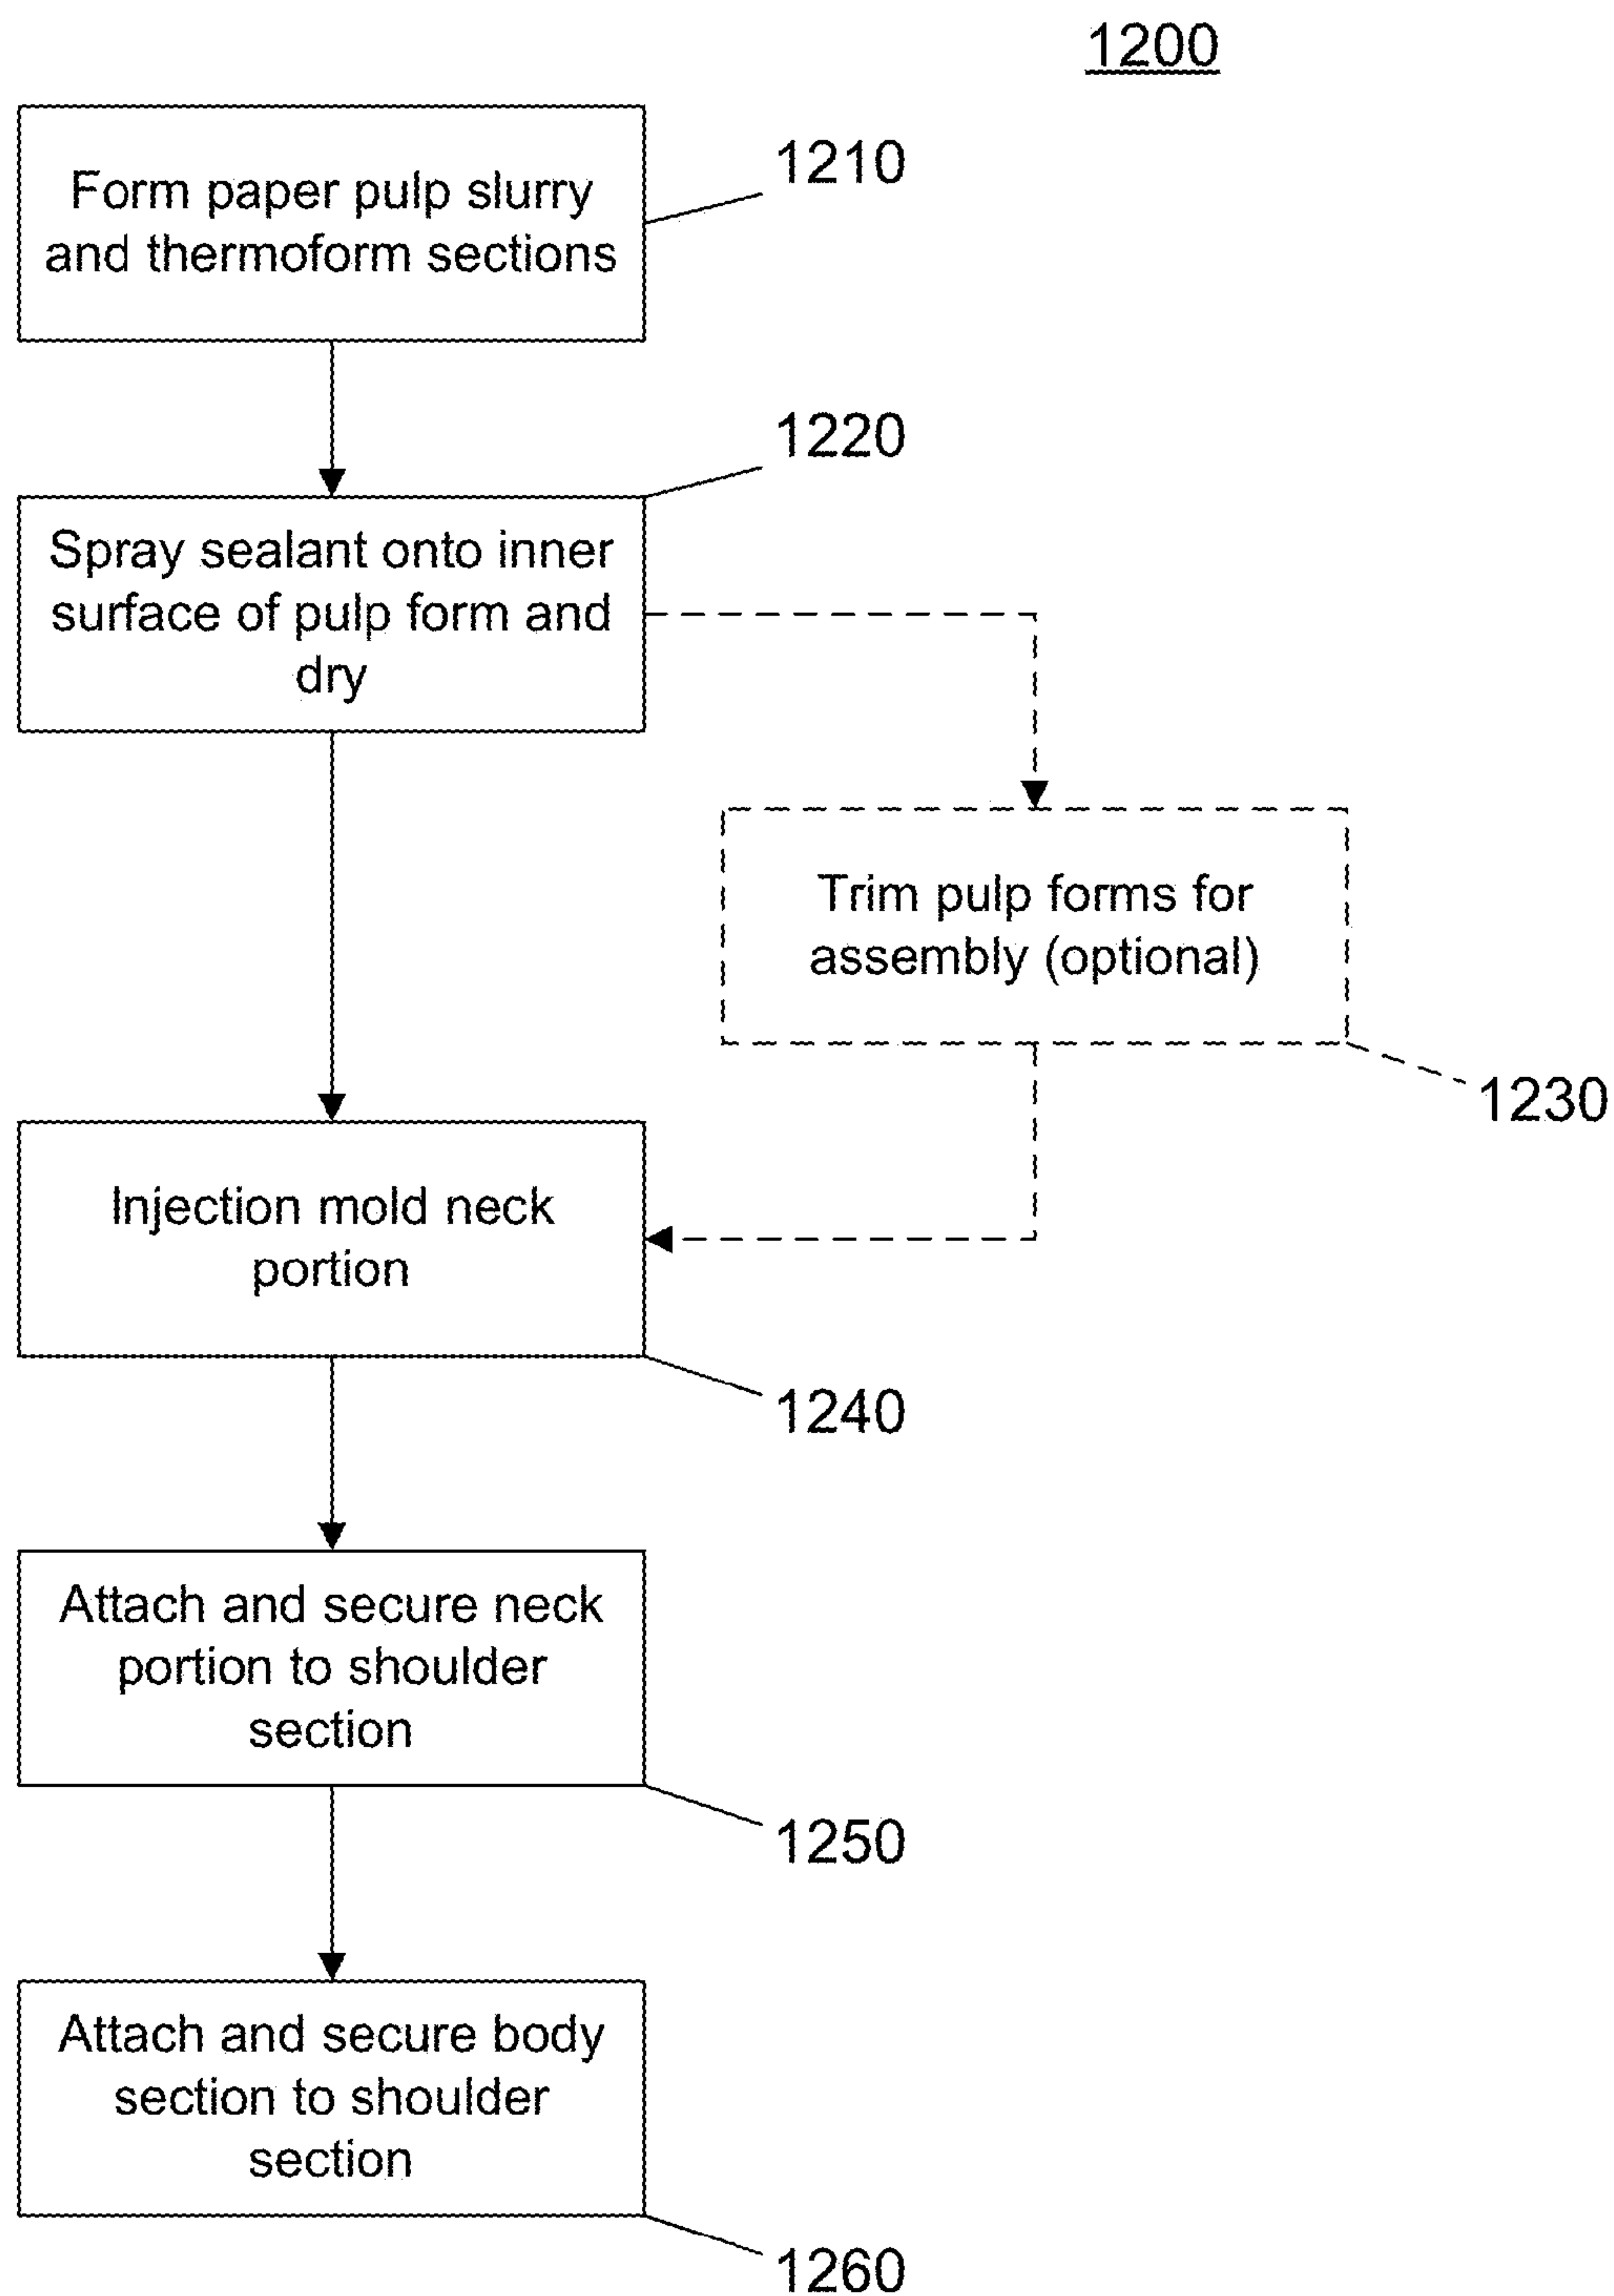 1200
Form paper pulp slurry
and thermoform sections
1210
1220
Spray sealant onto inner
surface of pulp form and
dry
Trim pulp forms for
assembly (optional)
1230
Injection mold neck
portion
1240
Attach and secure neck
portion to shoulder
section
1250
Attach and secure body
section to shoulder
section
1260